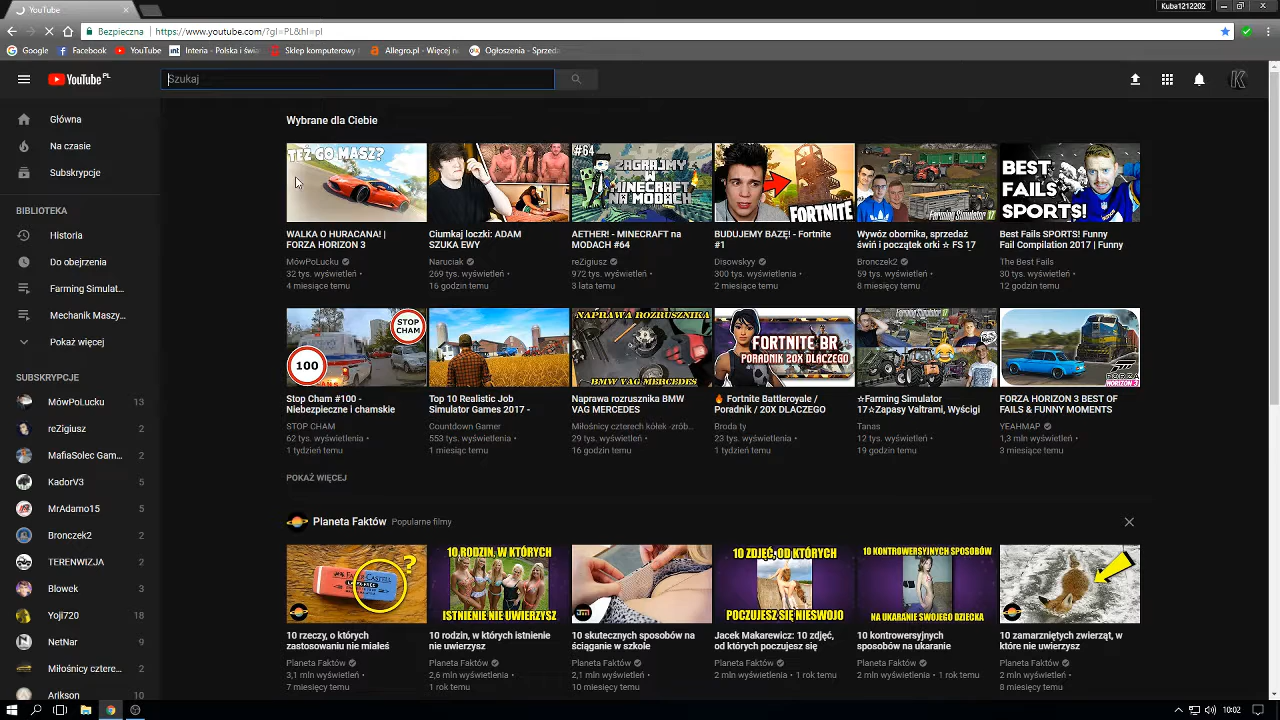 YouTube
Kuba1212202
Bezpieczna | https://www.youtube.com/?gl=PL&hl=pl
Google
Facebook
YouTube
Interia - Polska i świa
Sklep komputerowy
Allegro.pl - Więcej ni
Ogłoszenia - Sprzeda
YouTube PL
Szukaj
Główna
Na czasie
Subskrypcje
BIBLIOTEKA
Historia
Do obejrzenia
Farming Simulat...
Mechanik Maszy...
Pokaż więcej
SUBSKRYPCJE
MówPoLucku 13
reZigiusz 2
MafiaSolec Gam... 2
KadorV3 5
MrAdamo15 5
Bronczek2 2
TERENWIZJA 2
Blowek 3
Yoji720 18
NetNar 9
Miłośnicy cztere... 2
Arikson 10
Wybrane dla Ciebie
TEŻ GO MASZ?
#64
ZAGRAJMY
W
MINECRAFT
NA MODACH
FORTNITE
Farming Simulator 17
BEST
FAILS
SPORTS!
WALKA O HURACANA! |
FORZA HORIZON 3
MówPoLucku
32 tys. wyświetleń •
4 miesiące temu
Ciumkaj loczki: ADAM
SZUKA EWY
Naruciak
269 tys. wyświetleń •
16 godzin temu
AETHER! - MINECRAFT na
MODACH #64
reZigiusz
972 tys. wyświetleń •
3 lata temu
BUDUJEMY BAZĘ! - Fortnite
#1
Disowskyy
300 tys. wyświetlenia •
2 miesiące temu
Wywóz obornika, sprzedaż
świń i początek orki ☆ FS 17
Bronczek2
59 tys. wyświetleń •
8 miesięcy temu
Best Fails SPORTS! Funny
Fail Compilation 2017 | Funny
The Best Fails
30 tys. wyświetleń •
12 godzin temu
STOP
CHAM
100
NAPRAWA ROZRUSZNIKA
BMW VAG MERCEDES
FORTNITE BR
PORADNIK 20X DLACZEGO
Farming Simulator 17
FORZA
HORIZON 3
Stop Cham #100 -
Niebezpieczne i chamskie
STOP CHAM
62 tys. wyświetlenia •
1 tydzień temu
Top 10 Realistic Job
Simulator Games 2017 -
Countdown Gamer
553 tys. wyświetlenia •
1 miesiąc temu
Naprawa rozrusznika BMW
VAG MERCEDES
Miłośnicy czterech kółek -zrób...
29 tys. wyświetleń •
16 godzin temu
🔥 Fortnite Battleroyale /
Poradnik / 20X DLACZEGO
Broda ty
23 tys. wyświetlenia •
1 tydzień temu
☆Farming Simulator
17☆Zapasy Valtrami, Wyścigi
Tanas
12 tys. wyświetleń •
19 godzin temu
FORZA HORIZON 3 BEST OF
FAILS & FUNNY MOMENTS
YEAHMAP
1,3 mln wyświetleń •
3 miesiące temu
POKAŻ WIĘCEJ
Planeta Faktów Popularne filmy
?
10 RODZIN, W KTÓRYCH
ISTNIENIE NIE UWIERZYSZ
10 ZDJĘĆ, OD KTÓRYCH
POCZUJESZ SIĘ NIESWOJO
10 KONTROWERSYJNYCH SPOSOBÓW
NA UKARANIE SWOJEGO DZIECKA
10 rzeczy, o których
zastosowaniu nie miałeś
Planeta Faktów
3,1 mln wyświetleń •
7 miesięcy temu
10 rodzin, w których istnienie
nie uwierzysz
Planeta Faktów
2,6 mln wyświetleń •
1 rok temu
10 skutecznych sposobów na
ściąganie w szkole
Planeta Faktów
2,1 mln wyświetleń •
10 miesięcy temu
Jacek Makarewicz: 10 zdjęć,
od których poczujesz się
Planeta Faktów
2 mln wyświetleń • 1 rok temu
10 kontrowersyjnych
sposobów na ukaranie
Planeta Faktów
2 mln wyświetleń • 1 rok temu
10 zamarzniętych zwierząt, w
które nie uwierzysz
Planeta Faktów
2 mln wyświetleń •
8 miesięcy temu
10:02